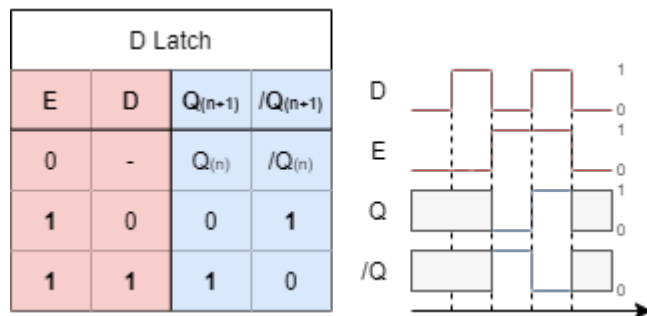 D Latch
E D Q(n+1) /Q(n+1)
0 - Q(n) /Q(n)
1 0 0 1
1 1 1 0
D 1
0
E 1
0
Q 1
0
/Q
0